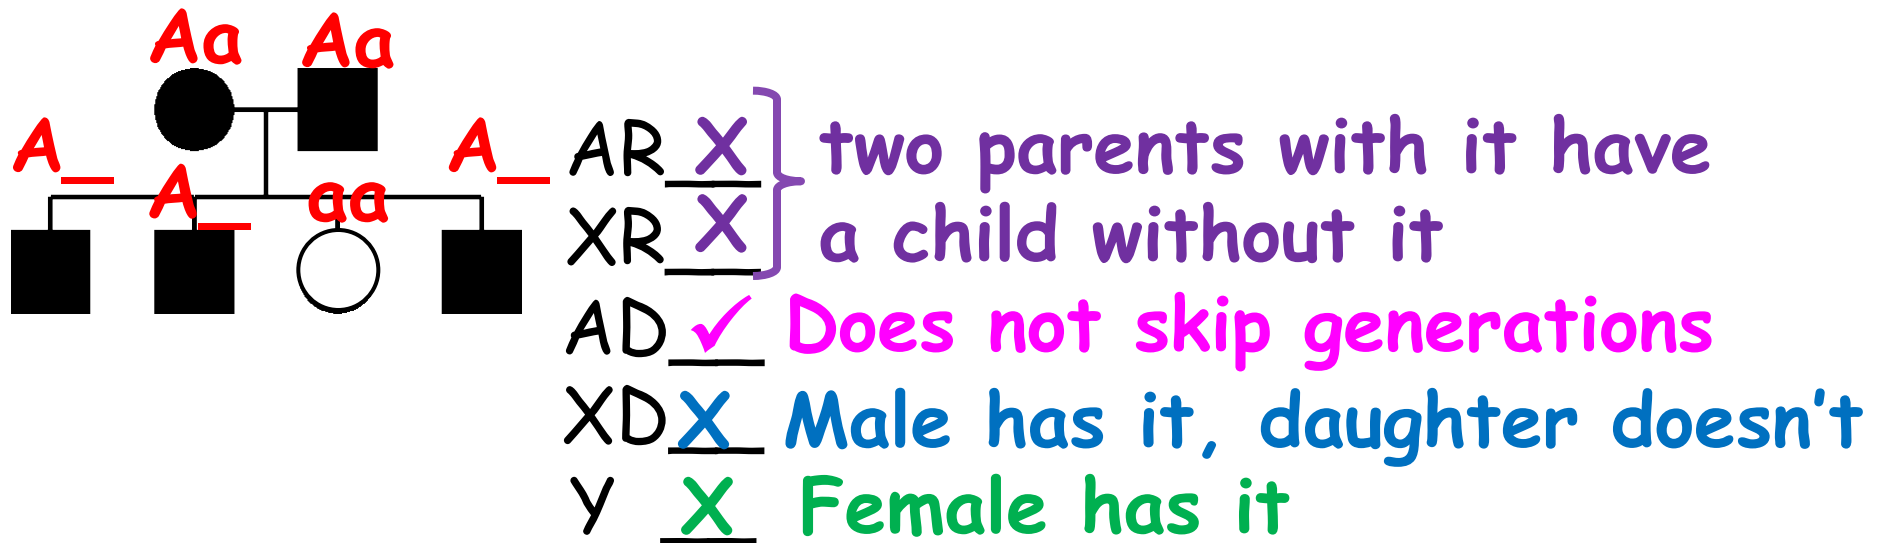 Aa Aa
A_ A_ aa A_
AR X two parents with it have
XR X a child without it
AD ✓ Does not skip generations
XD X Male has it, daughter doesn't
Y X Female has it